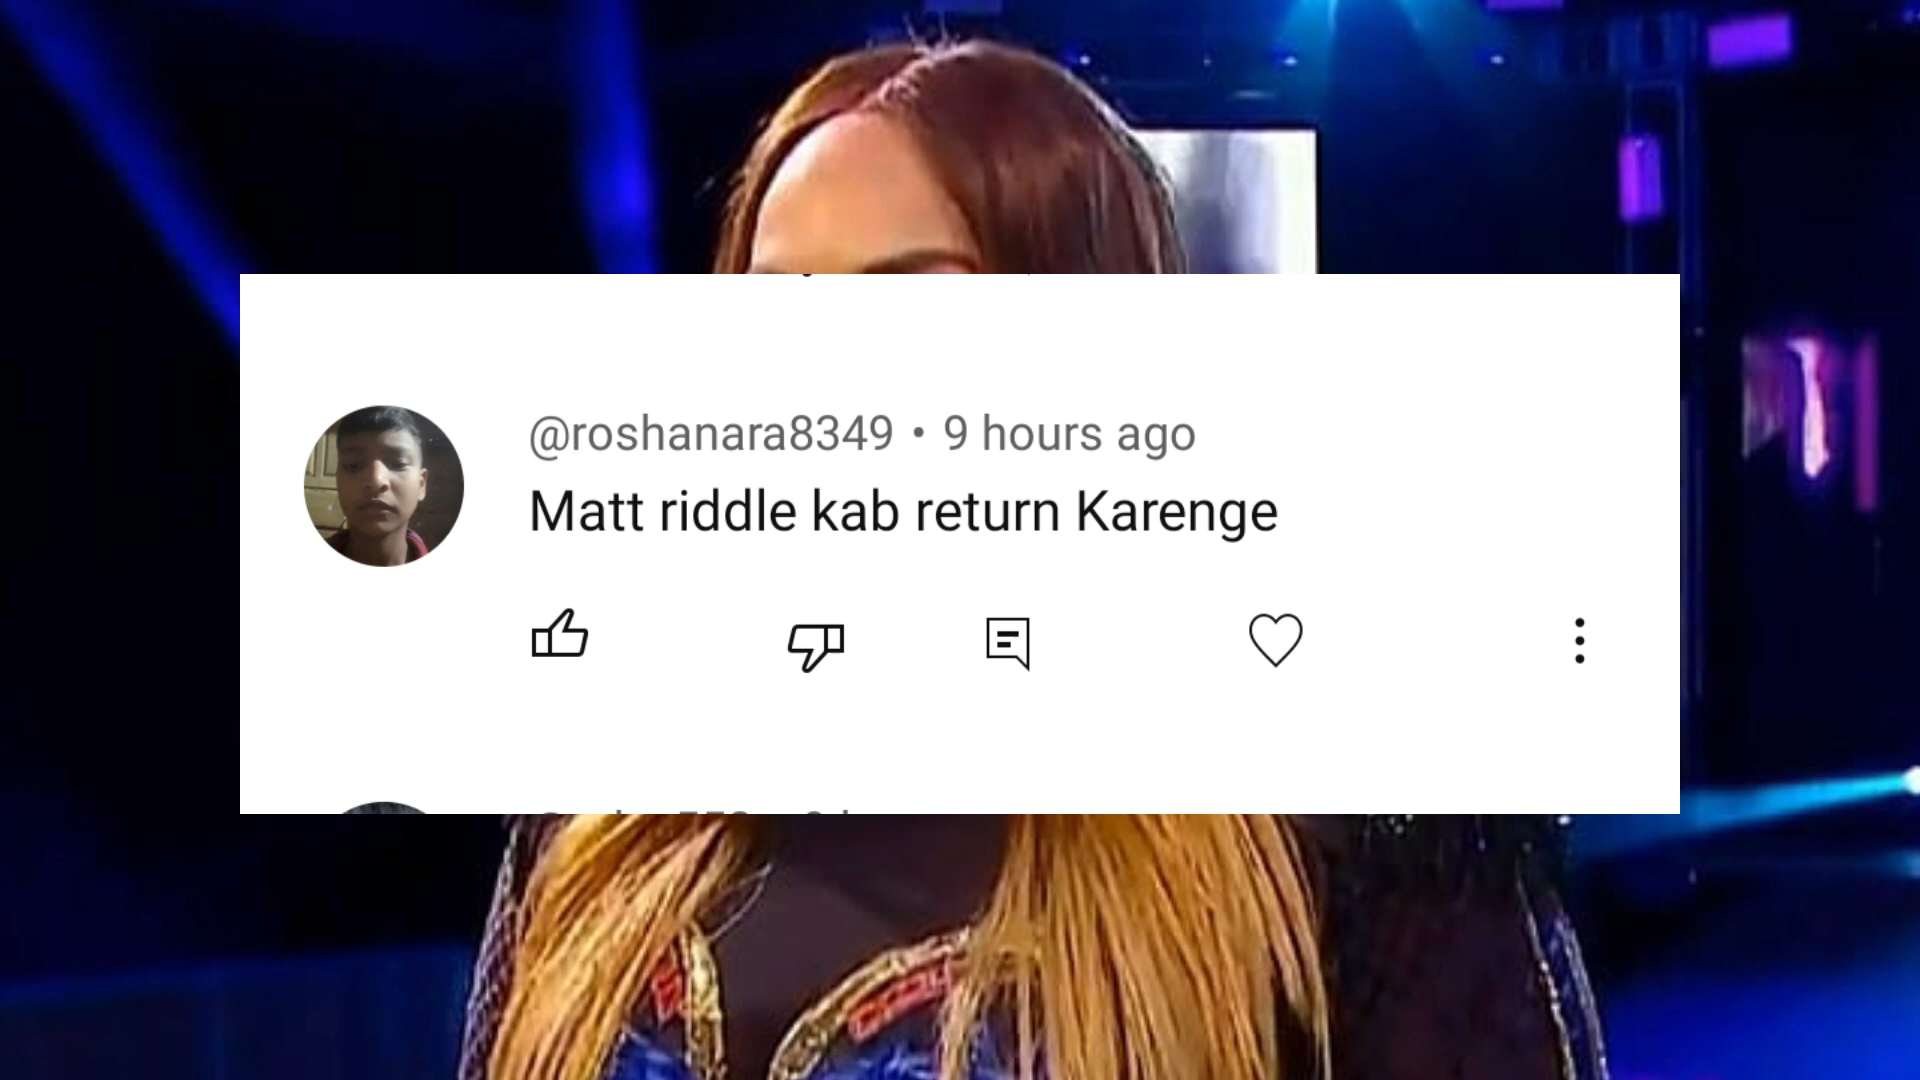 @roshanara8349 • 9 hours ago
Matt riddle kab return Karenge